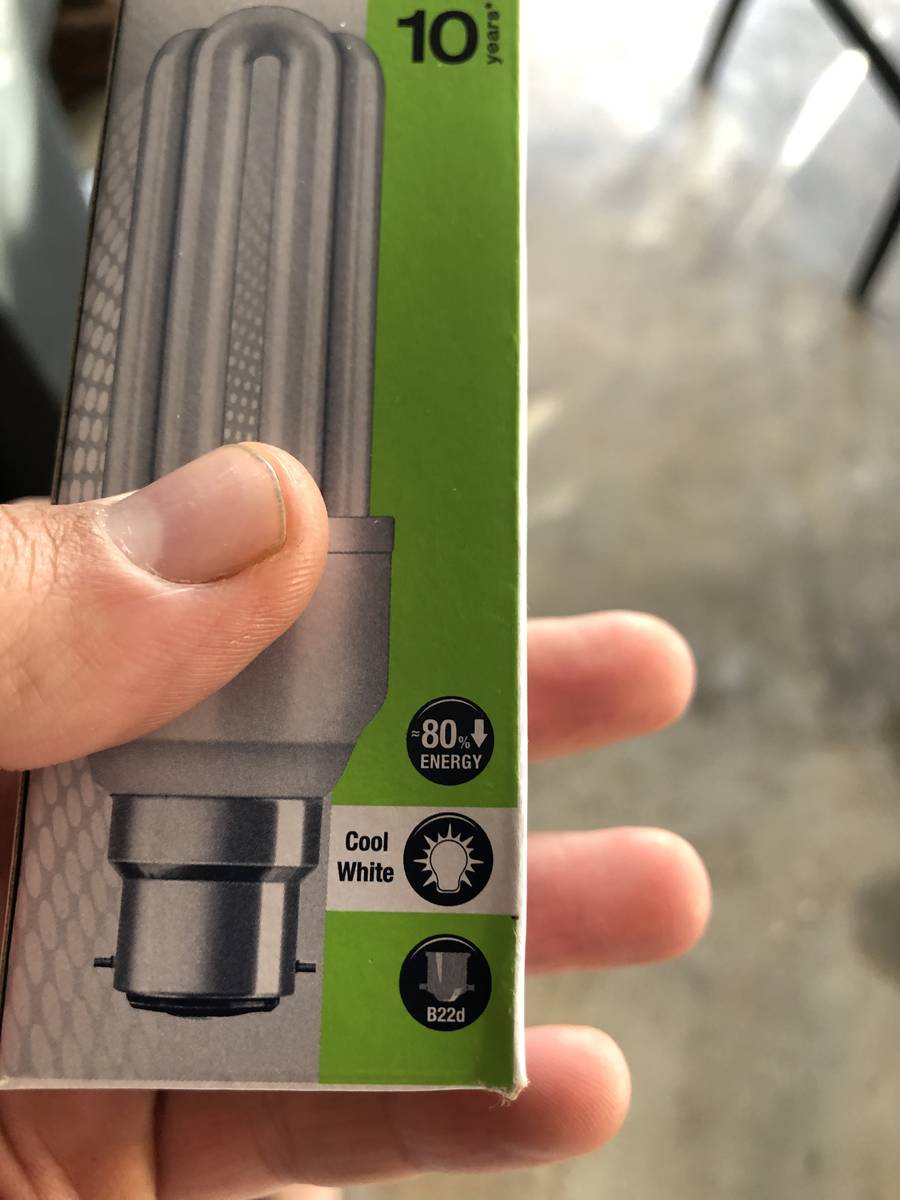 10 years*
≈80%
ENERGY
Cool
White
B22d